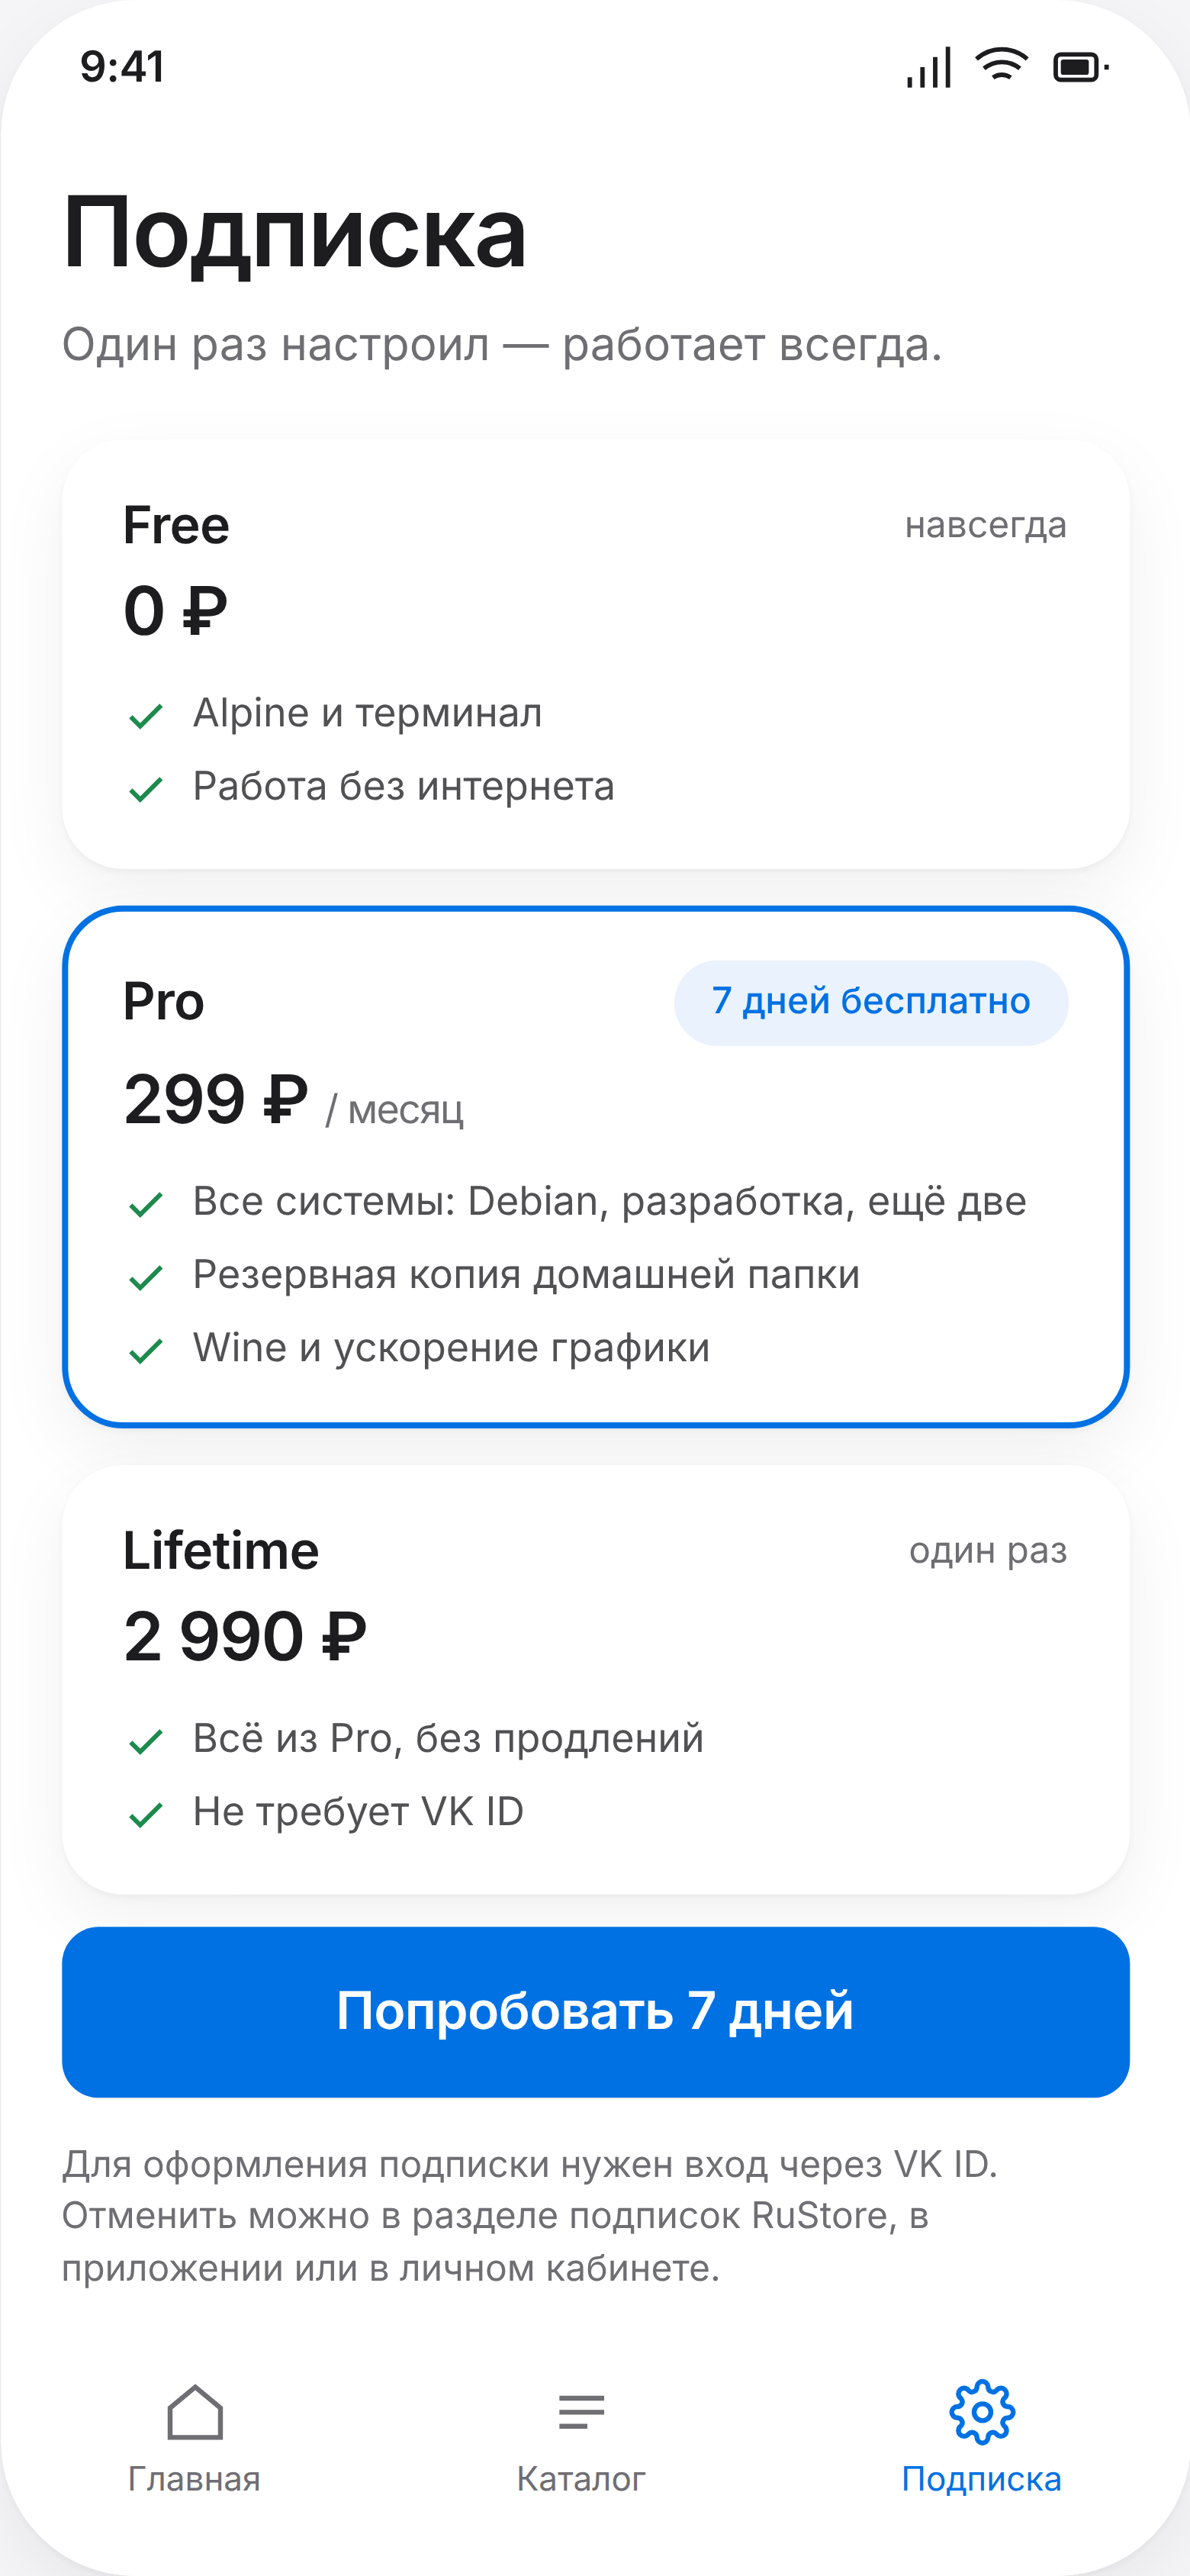 9:41
Подписка
Один раз настроил — работает всегда.
Free
навсегда
0 ₽
Alpine и терминал
Работа без интернета
Pro
7 дней бесплатно
299 ₽ / месяц
Все системы: Debian, разработка, ещё две
Резервная копия домашней папки
Wine и ускорение графики
Lifetime
один раз
2 990 ₽
Всё из Pro, без продлений
Не требует VK ID
Попробовать 7 дней
Для оформления подписки нужен вход через VK ID.
Отменить можно в разделе подписок RuStore, в
приложении или в личном кабинете.
Главная
Каталог
Подписка